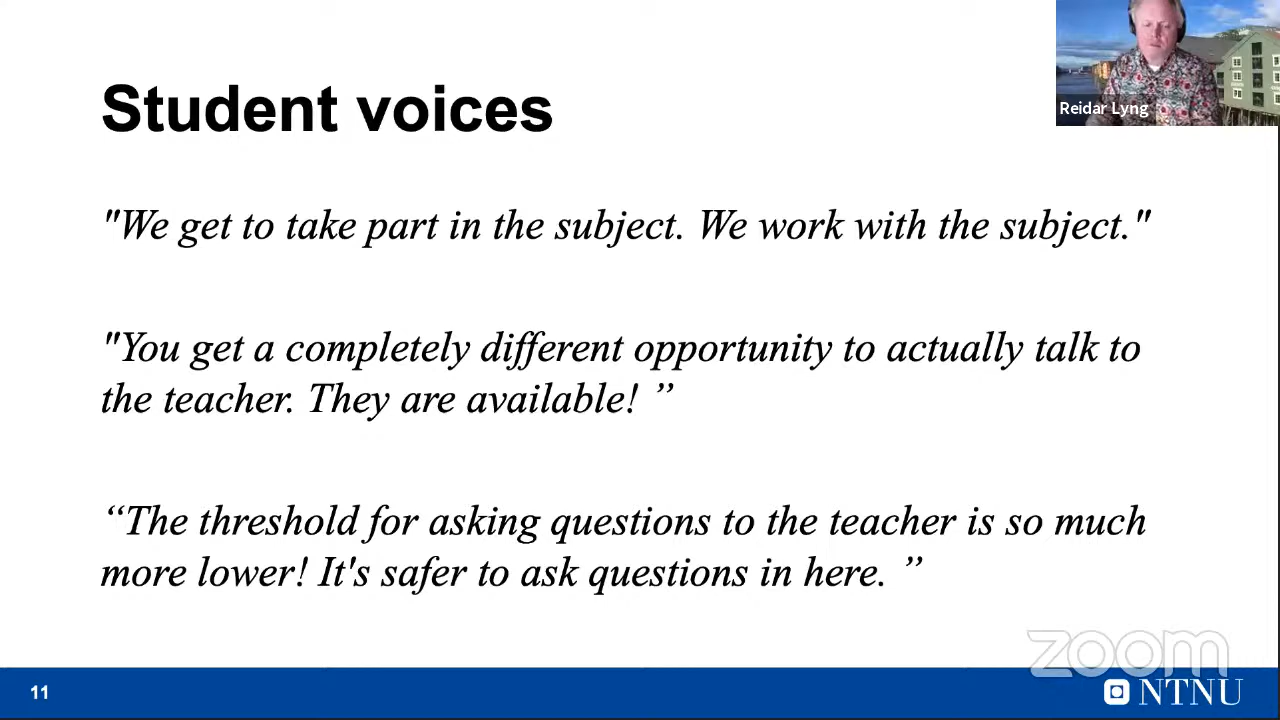 Student voices
Reidar Lyng
"We get to take part in the subject. We work with the subject."
"You get a completely different opportunity to actually talk to
the teacher. They are available! ”
“The threshold for asking questions to the teacher is so much
more lower! It's safer to ask questions in here. ”
zoom
11
NTNU